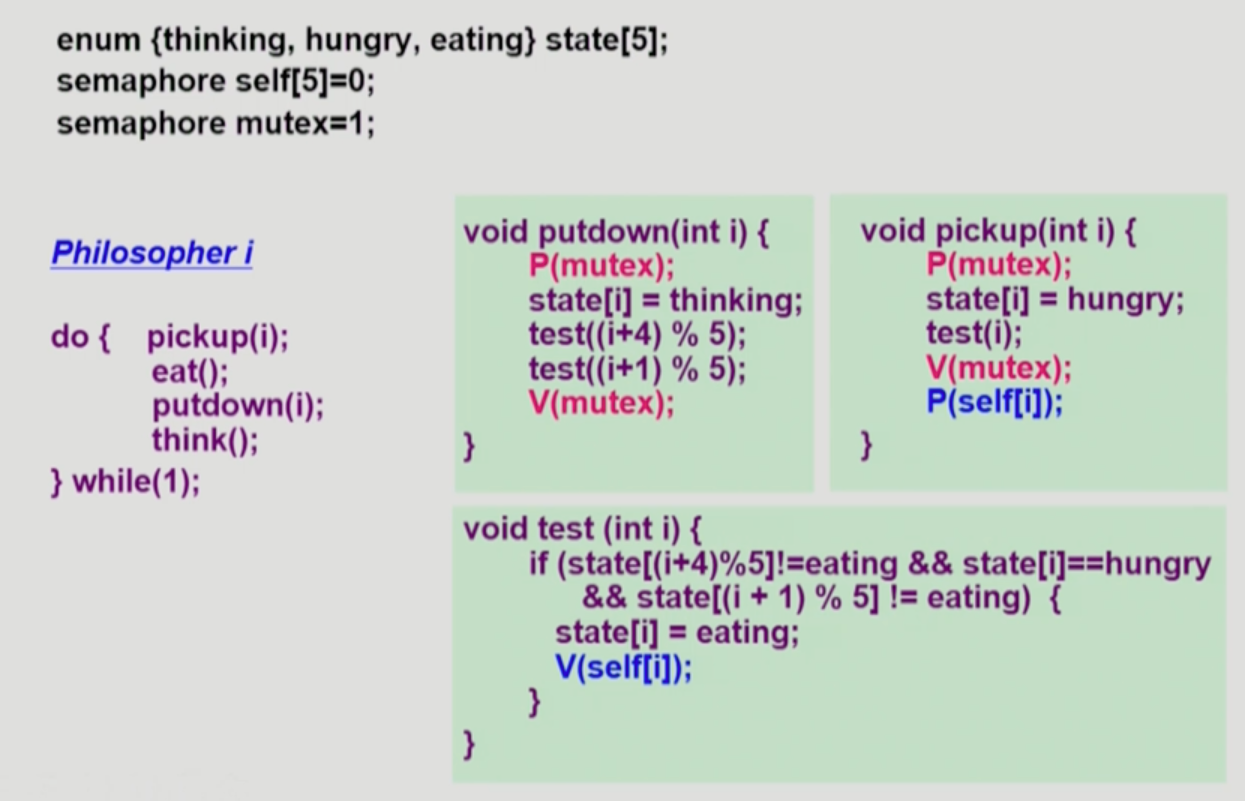 enum {thinking, hungry, eating} state[5];
semaphore self[5]=0;
semaphore mutex=1;
Philosopher i
do { pickup(i);
eat();
putdown(i);
think();
} while(1);
void putdown(int i) {
P(mutex);
state[i] = thinking;
test((i+4) % 5);
test((i+1) % 5);
V(mutex);
}
void pickup(int i) {
P(mutex);
state[i] = hungry;
test(i);
V(mutex);
P(self[i]);
}
void test (int i) {
if (state[(i+4)%5]!=eating && state[i]==hungry
&& state[(i + 1) % 5] != eating) {
state[i] = eating;
V(self[i]);
}
}